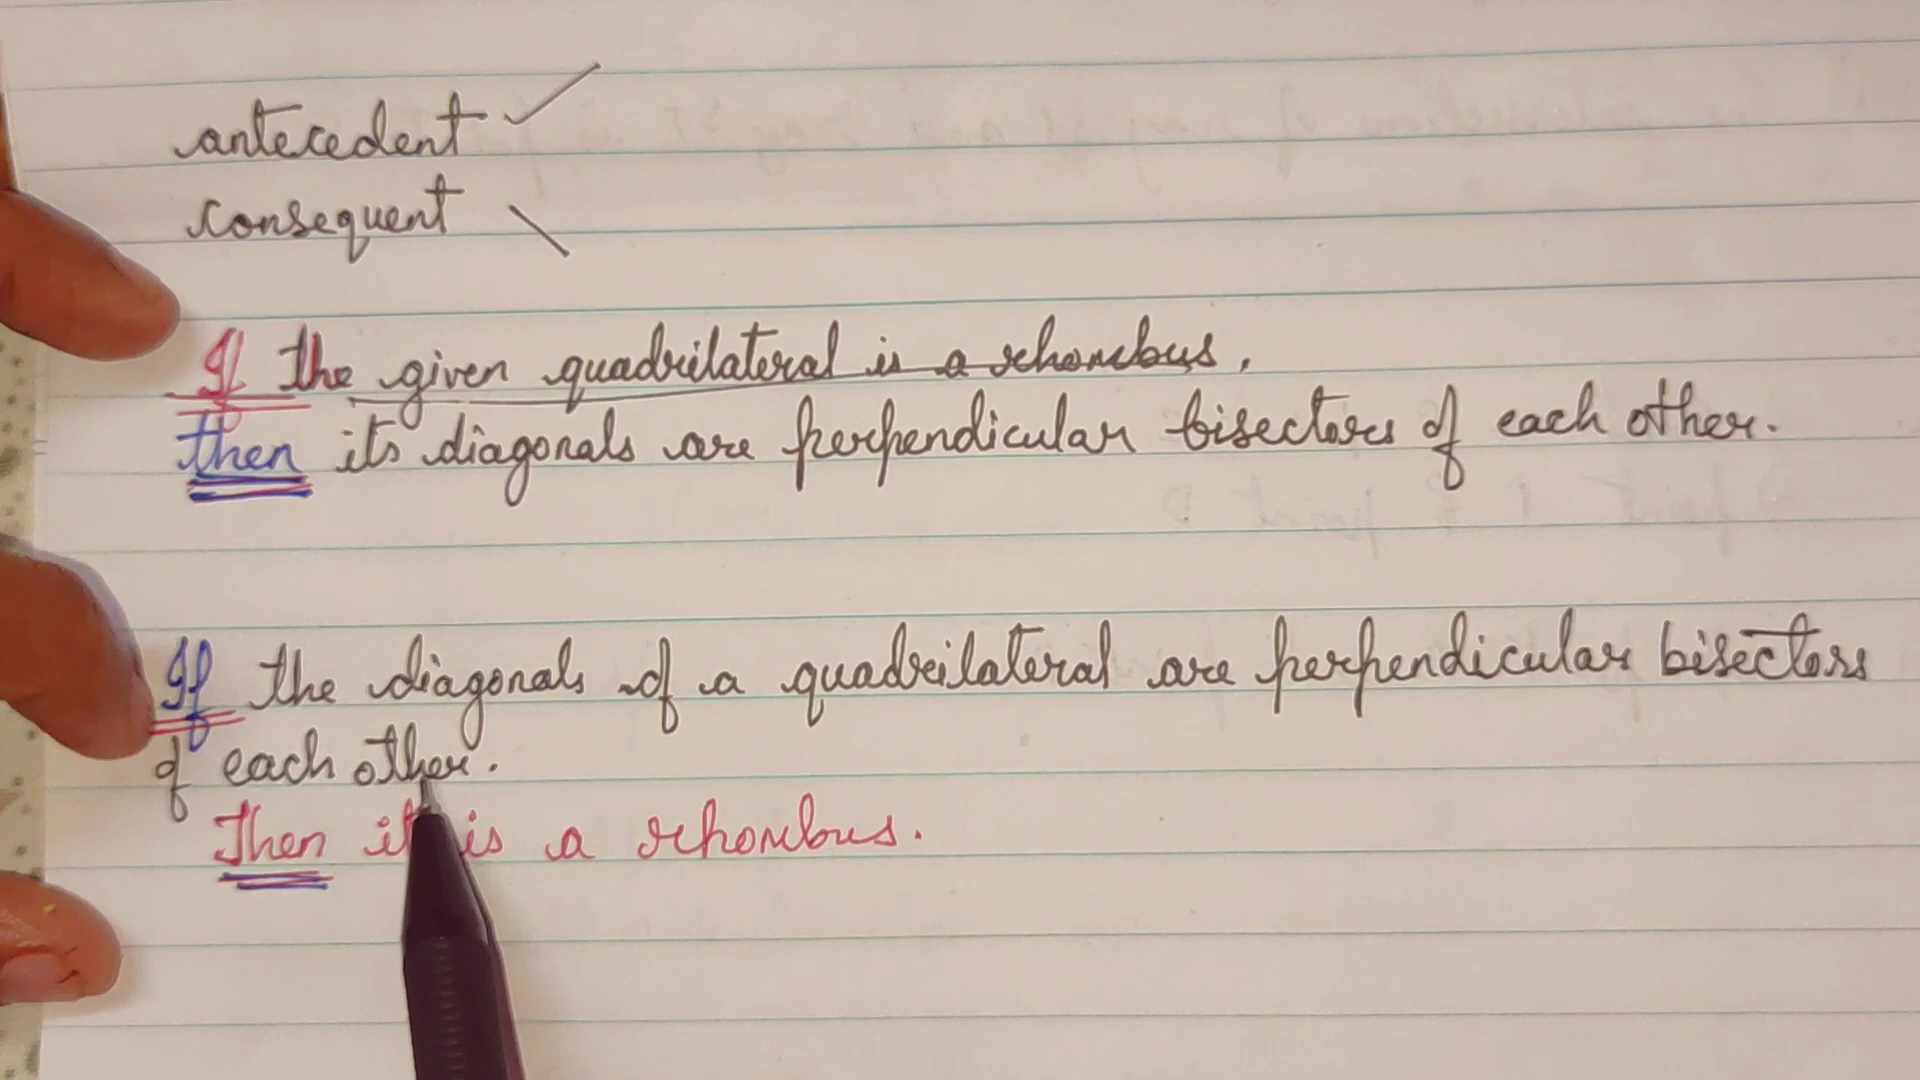 antecedent
consequent
If the given quadrilateral is a rhombus,
then its diagonals are perpendicular bisectors of each other.
If the diagonals of a quadrilateral are perpendicular bisectors
of each other.
Then it is a rhombus.